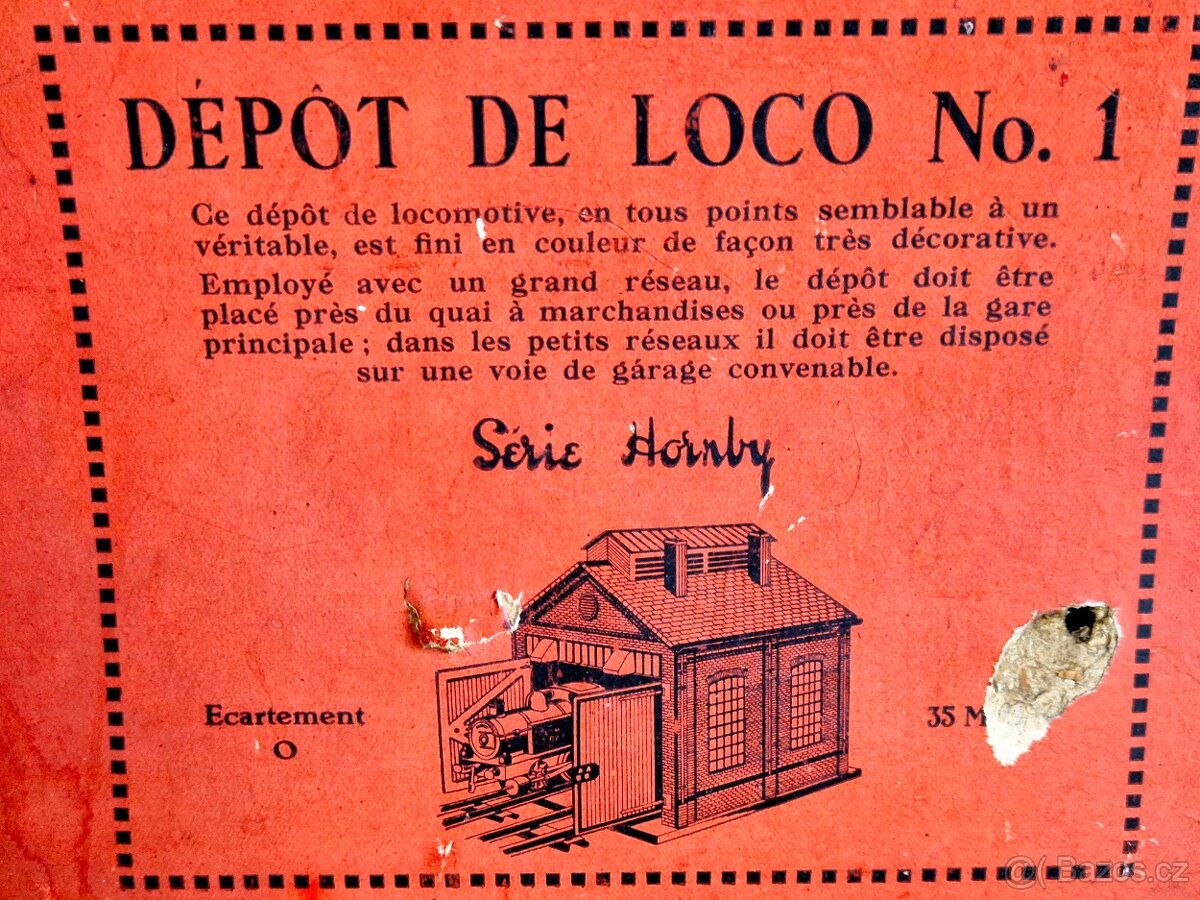 DÉPÔT DE LOCO No. 1
Ce dépôt de locomotive, en tous points semblable à un
véritable, est fini en couleur de façon très décorative.
Employé avec un grand réseau, le dépôt doit être
placé près du quai à marchandises ou près de la gare
principale ; dans les petits réseaux il doit être disposé
sur une voie de gárage convenable.
Série Hornby
Ecartement
O
35
@( Bazos.cz